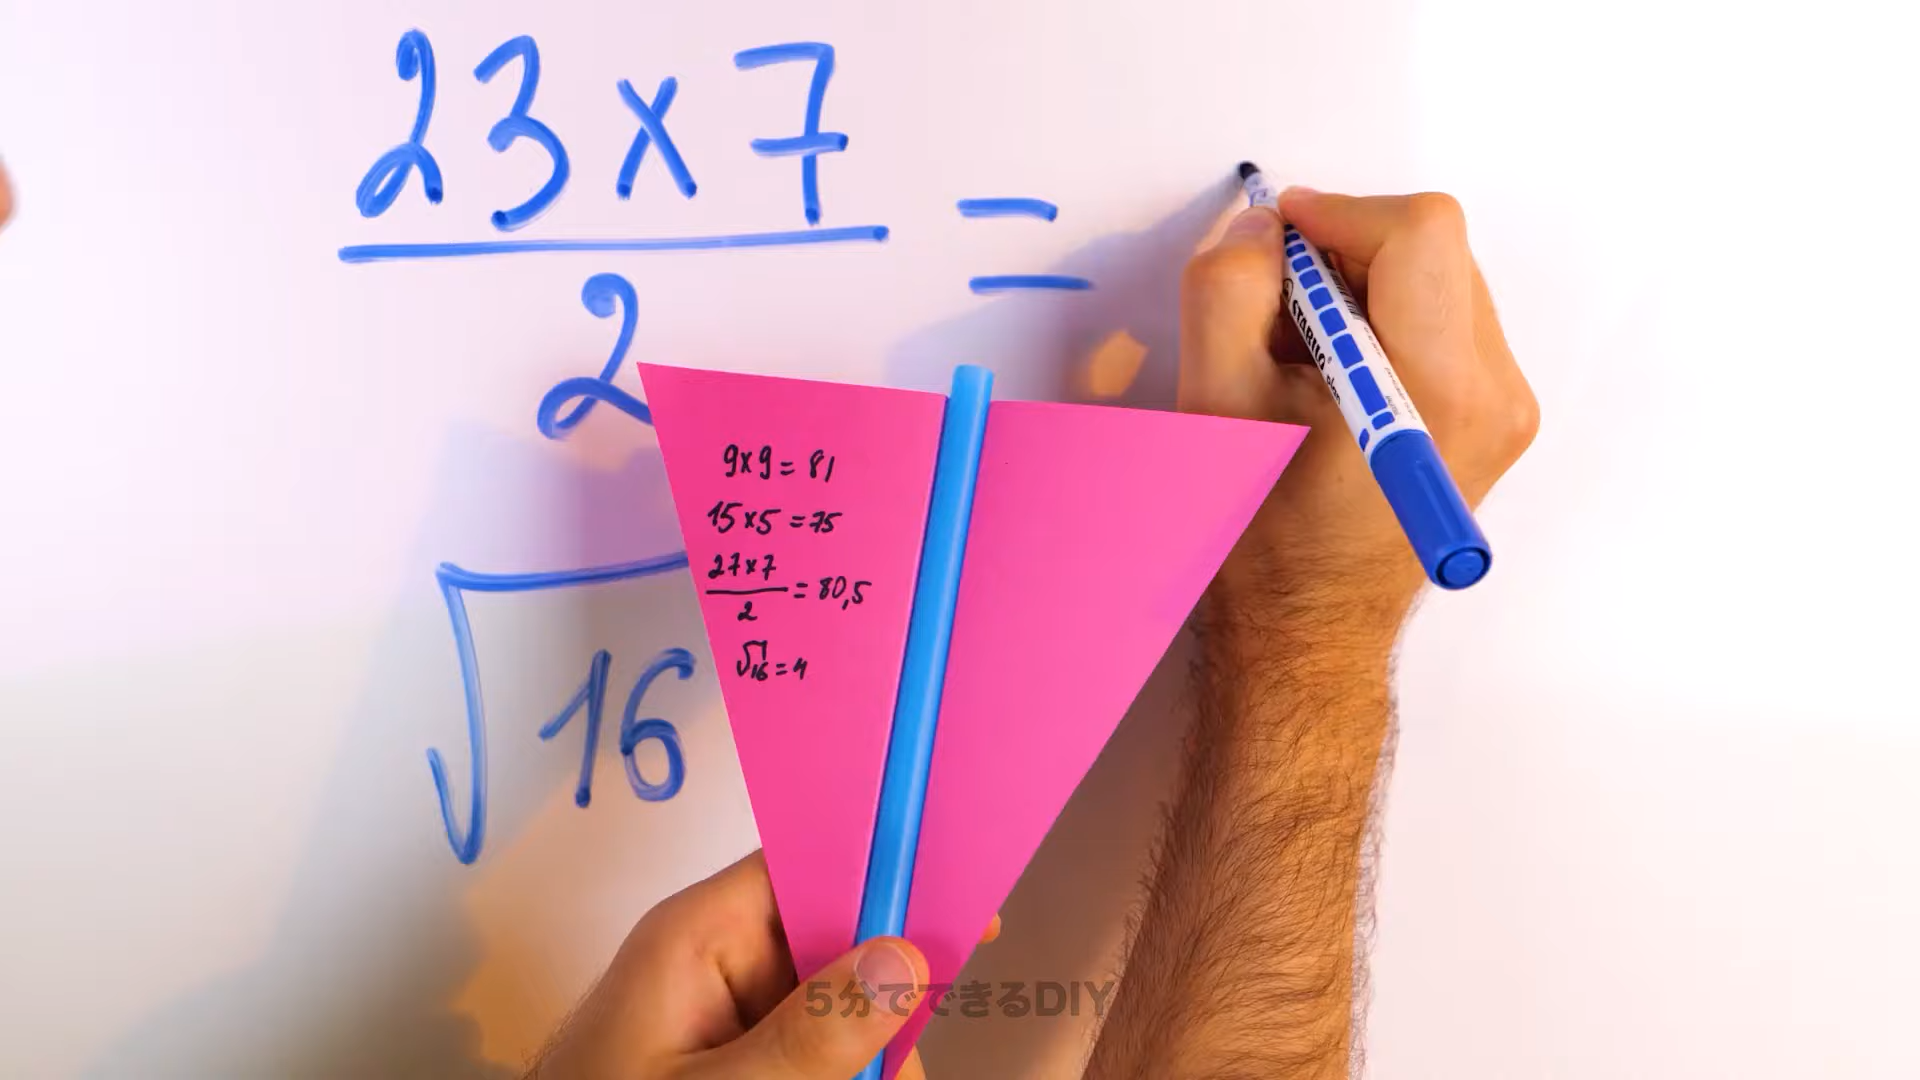 23x7
=
2
√16
9x9=81
15x5=75
27x7
= 80,5
2
√16=4
STABILO plan
5分でできるDIY